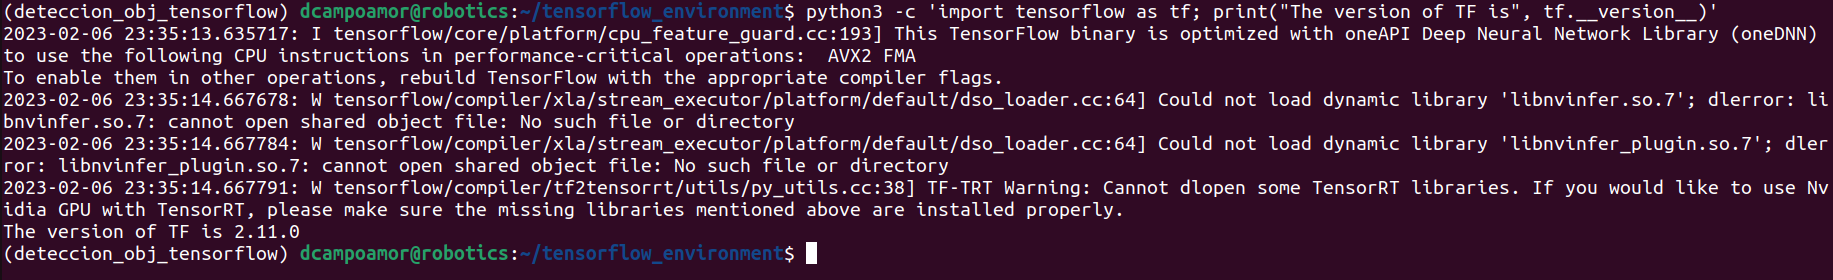 (deteccion_obj_tensorflow) dcampoamor@robotics:~/tensorflow_environment$ python3 -c 'import tensorflow as tf; print("The version of TF is", tf.__version__)'
2023-02-06 23:35:13.635717: I tensorflow/core/platform/cpu_feature_guard.cc:193] This TensorFlow binary is optimized with oneAPI Deep Neural Network Library (oneDNN)
to use the following CPU instructions in performance-critical operations:  AVX2 FMA
To enable them in other operations, rebuild TensorFlow with the appropriate compiler flags.
2023-02-06 23:35:14.667678: W tensorflow/compiler/xla/stream_executor/platform/default/dso_loader.cc:64] Could not load dynamic library 'libnvinfer.so.7'; dlerror: li
bnvinfer.so.7: cannot open shared object file: No such file or directory
2023-02-06 23:35:14.667784: W tensorflow/compiler/xla/stream_executor/platform/default/dso_loader.cc:64] Could not load dynamic library 'libnvinfer_plugin.so.7'; dler
ror: libnvinfer_plugin.so.7: cannot open shared object file: No such file or directory
2023-02-06 23:35:14.667791: W tensorflow/compiler/tf2tensorrt/utils/py_utils.cc:38] TF-TRT Warning: Cannot dlopen some TensorRT libraries. If you would like to use Nv
idia GPU with TensorRT, please make sure the missing libraries mentioned above are installed properly.
The version of TF is 2.11.0
(deteccion_obj_tensorflow) dcampoamor@robotics:~/tensorflow_environment$